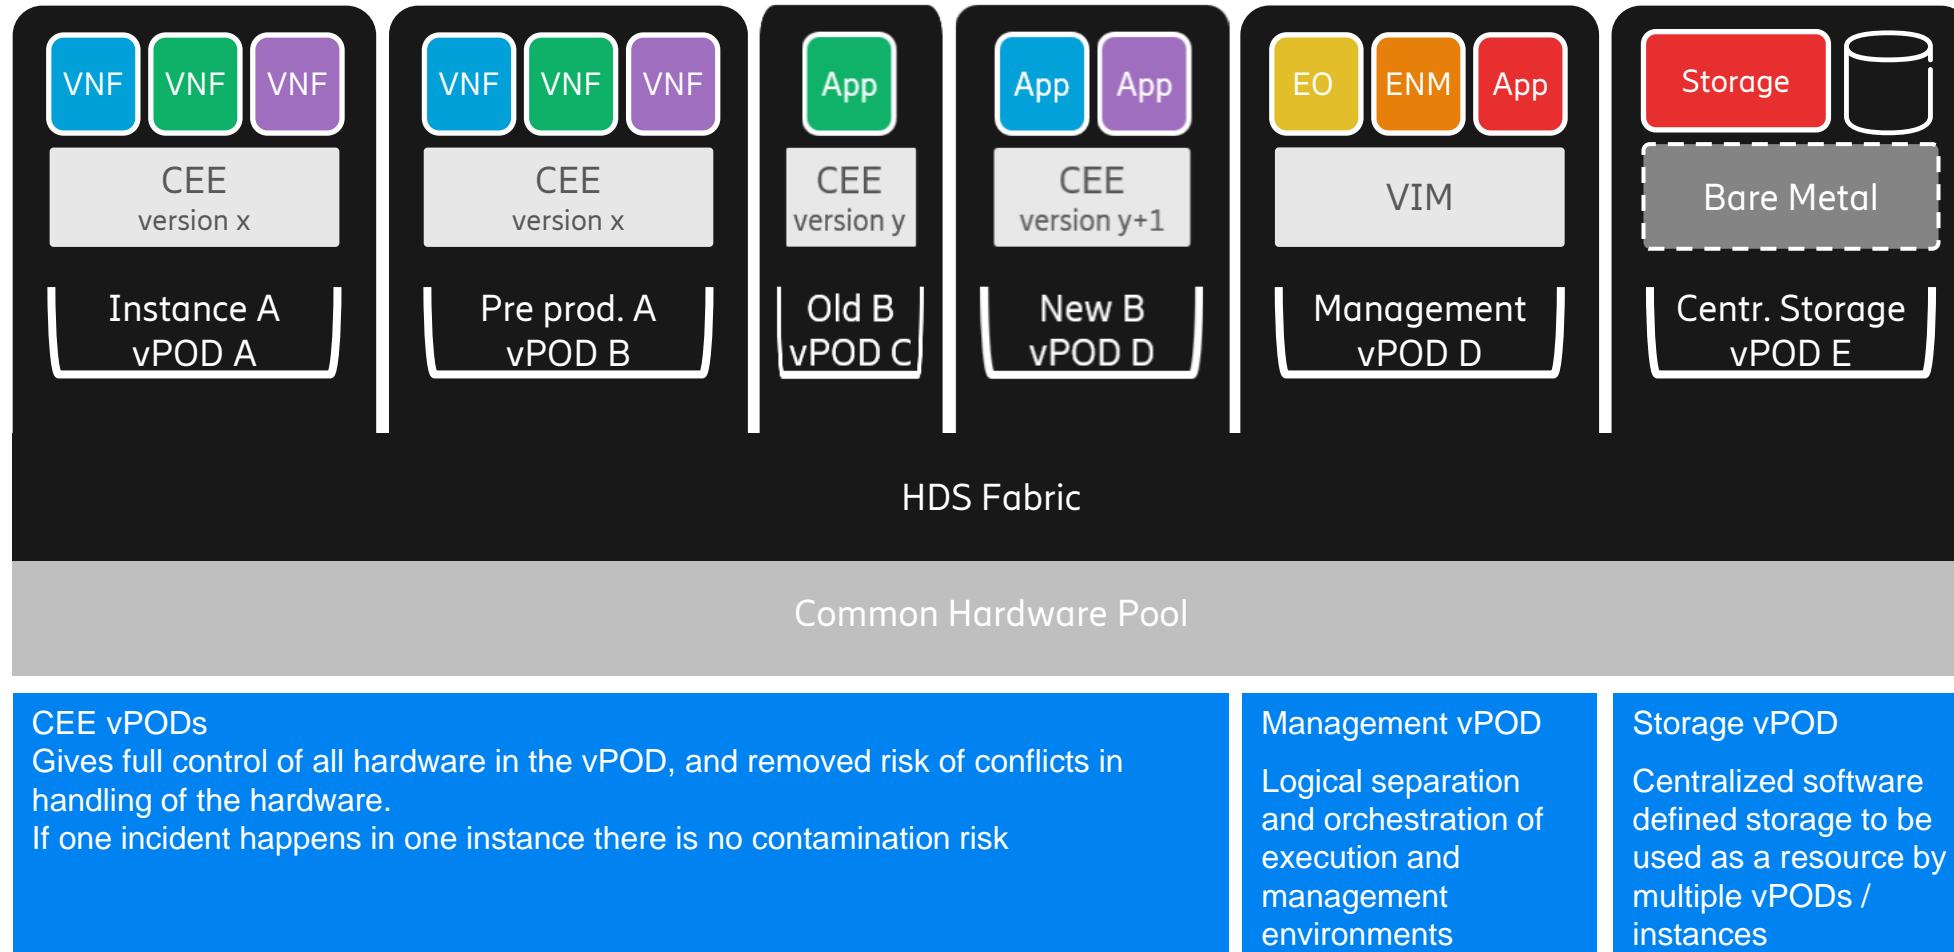 VNF VNF VNF
CEE
version x
Instance A
vPOD A
VNF VNF VNF
CEE
version x
Pre prod. A
vPOD B
App
CEE
version y
Old B
vPOD C
App App
CEE
version y+1
New B
vPOD D
EO ENM App
VIM
Management
vPOD D
Storage
Bare Metal
Centr. Storage
vPOD E
HDS Fabric
Common Hardware Pool
CEE vPODs
Gives full control of all hardware in the vPOD, and removed risk of conflicts in
handling of the hardware.
If one incident happens in one instance there is no contamination risk
Management vPOD
Logical separation
and orchestration of
execution and
management
environments
Storage vPOD
Centralized software
defined storage to be
used as a resource by
multiple vPODs /
instances